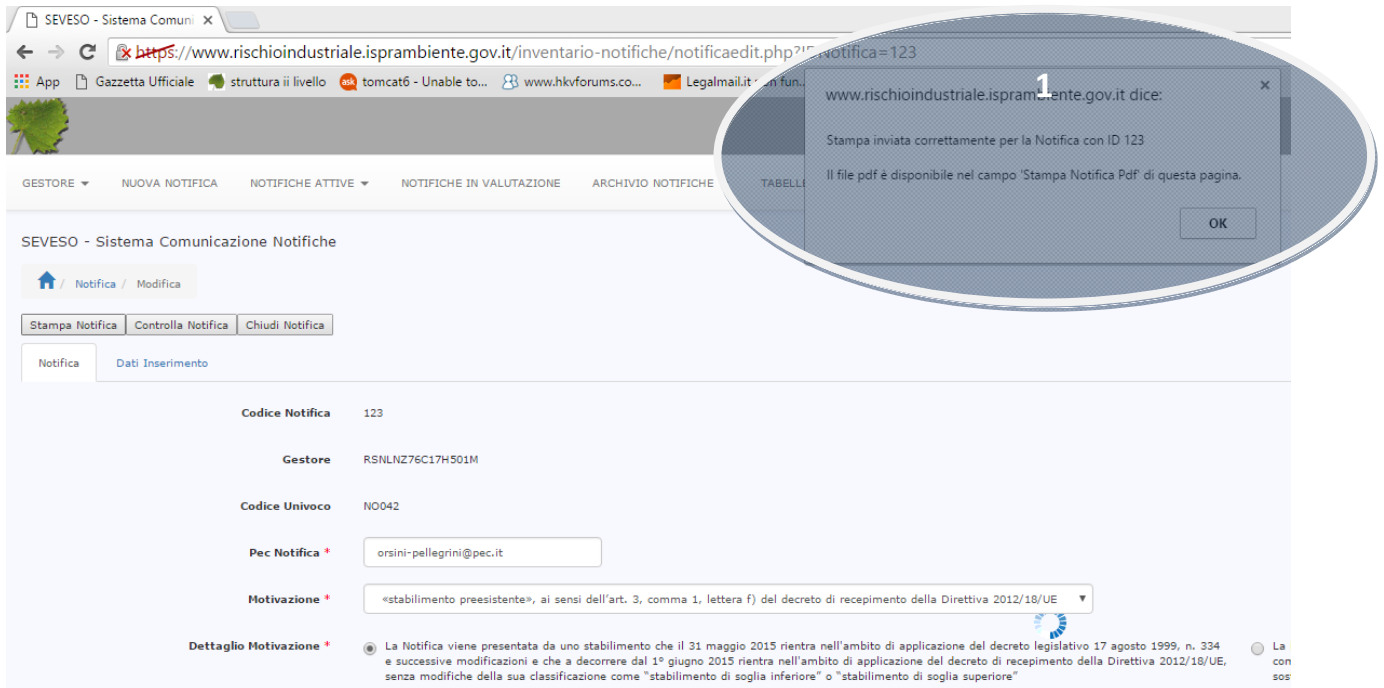 SEVESO - Sistema Comuni
https://www.rischioindustriale.isprambiente.gov.it/inventario-notifiche/notificaedit.php?IDNotifica=123
App Gazzetta Ufficiale struttura ii livello tomcat6 - Unable to... www.hkvforums.co... Legalmail.it non fun...
1
www.rischioindustriale.isprambiente.gov.it dice:
Stampa inviata correttamente per la Notifica con ID 123
Il file pdf è disponibile nel campo 'Stampa Notifica Pdf' di questa pagina.
OK
GESTORE NUOVA NOTIFICA NOTIFICHE ATTIVE NOTIFICHE IN VALUTAZIONE ARCHIVIO NOTIFICHE TABELLE
SEVESO - Sistema Comunicazione Notifiche
/ Notifica / Modifica
Stampa Notifica Controlla Notifica Chiudi Notifica
Notifica Dati Inserimento
Codice Notifica 123
Gestore RSNLNZ76C17H501M
Codice Univoco NO042
Pec Notifica * orsini-pellegrini@pec.it
Motivazione * «stabilimento preesistente», ai sensi dell'art. 3, comma 1, lettera f) del decreto di recepimento della Direttiva 2012/18/UE
Dettaglio Motivazione * La Notifica viene presentata da uno stabilimento che il 31 maggio 2015 rientra nell'ambito di applicazione del decreto legislativo 17 agosto 1999, n. 334 La
e successive modificazioni e che a decorrere dal 1° giugno 2015 rientra nell'ambito di applicazione del decreto di recepimento della Direttiva 2012/18/UE, con
senza modifiche della sua classificazione come "stabilimento di soglia inferiore" o "stabilimento di soglia superiore" sos